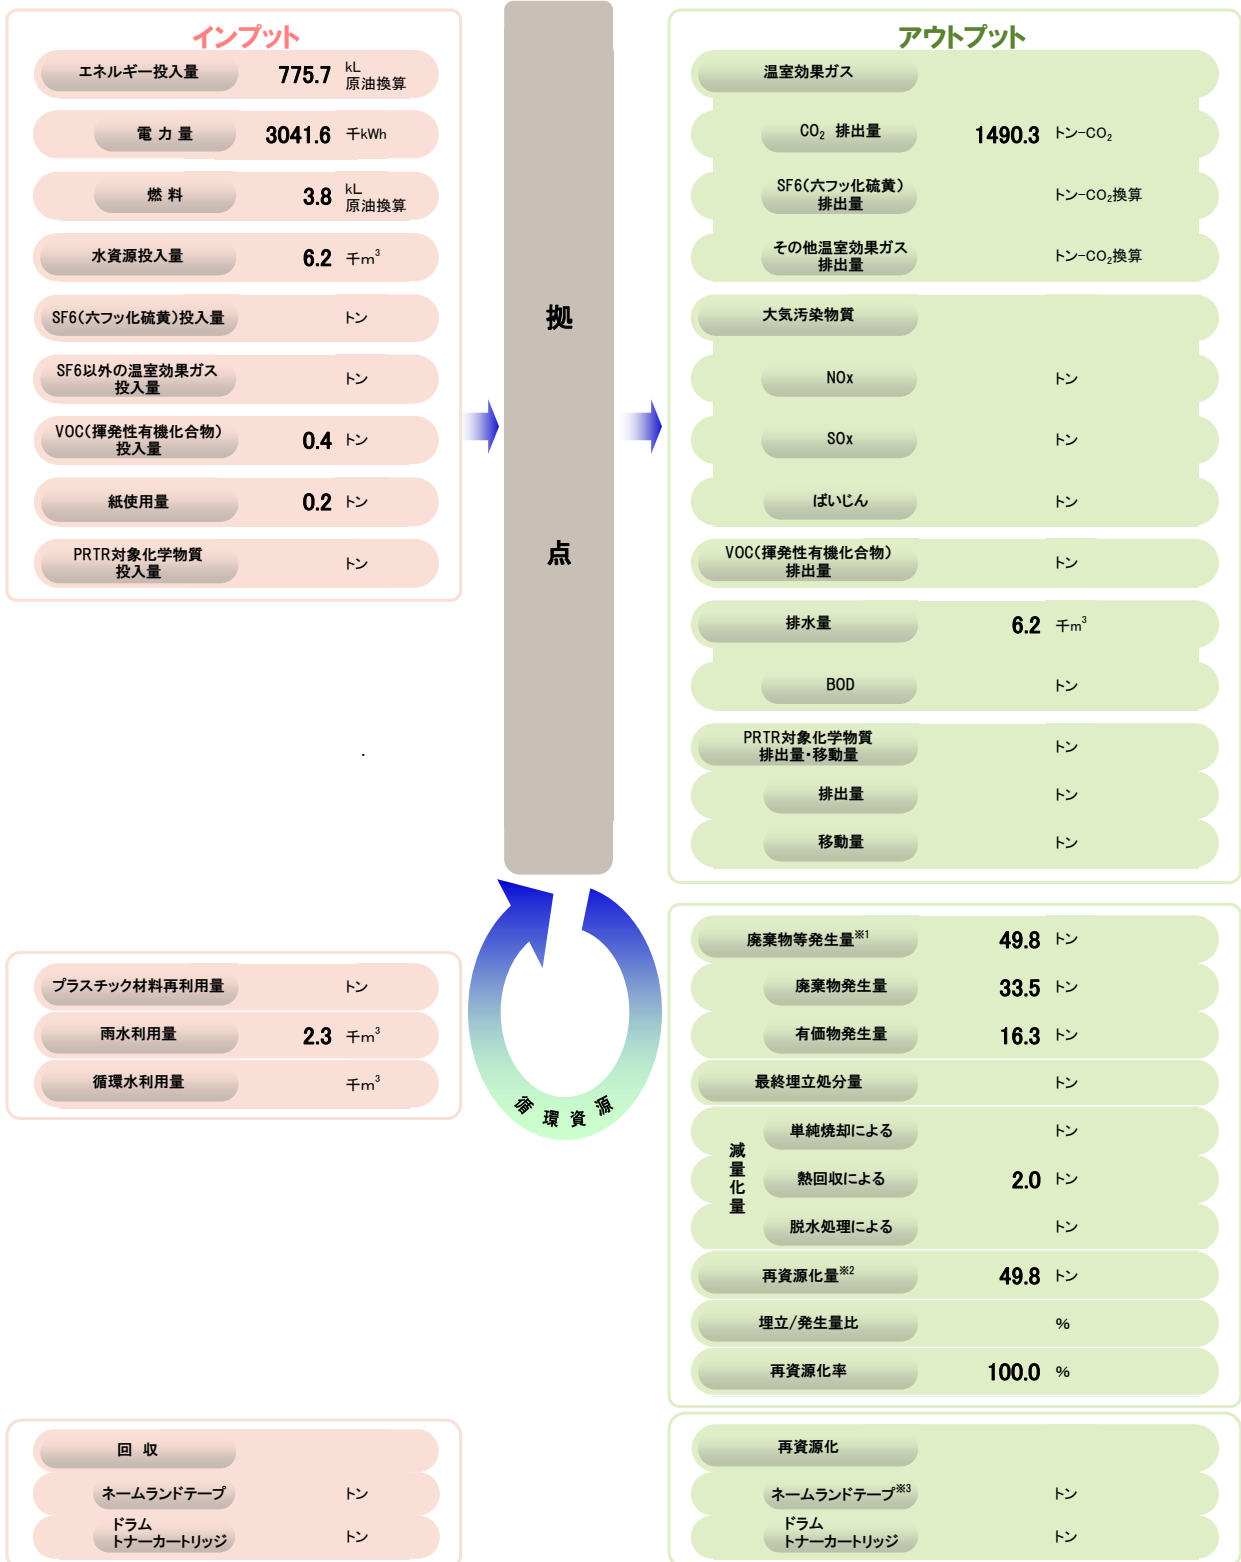 インプット
エネルギー投入量 775.7 kL
原油換算
電 力 量 3041.6 千kWh
燃 料 3.8 kL
原油換算
水資源投入量 6.2 千m³
SF6(六フッ化硫黄)投入量 トン
SF6以外の温室効果ガス
投入量 トン
VOC(揮発性有機化合物)
投入量 0.4 トン
紙使用量 0.2 トン
PRTR対象化学物質
投入量 トン
拠
点
アウトプット
温室効果ガス
CO₂ 排出量 1490.3 トン-CO₂
SF6(六フッ化硫黄)
排出量 トン-CO₂換算
その他温室効果ガス
排出量 トン-CO₂換算
大気汚染物質
NOx トン
SOx トン
ばいじん トン
VOC(揮発性有機化合物)
排出量 トン
排水量 6.2 千m³
BOD トン
PRTR対象化学物質
排出量・移動量 トン
排出量 トン
移動量 トン
プラスチック材料再利用量 トン
雨水利用量 2.3 千m³
循環水利用量 千m³
循環資源
廃棄物等発生量※1 49.8 トン
廃棄物発生量 33.5 トン
有価物発生量 16.3 トン
最終埋立処分量 トン
減量化量
単純焼却による トン
熱回収による 2.0 トン
脱水処理による トン
再資源化量※2 49.8 トン
埋立/発生量比 %
再資源化率 100.0 %
回 収
ネームランドテープ トン
ドラム
トナーカートリッジ トン
再資源化
ネームランドテープ※3 トン
ドラム
トナーカートリッジ トン